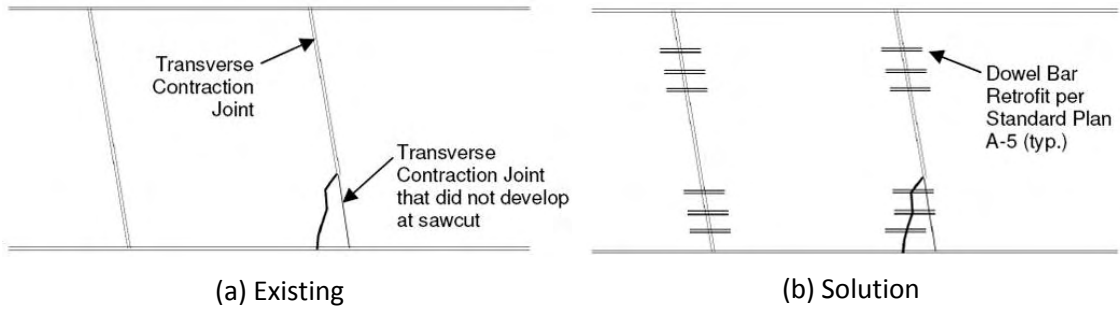 Transverse
Contraction
Joint
Transverse
Contraction Joint
that did not develop
at sawcut
(a) Existing
Dowel Bar
Retrofit per
Standard Plan
A-5 (typ.)
(b) Solution